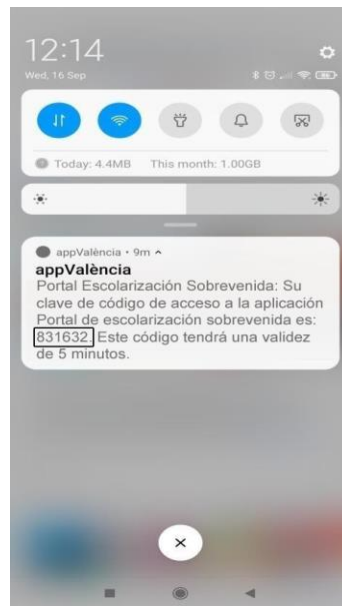 12:14
Wed, 16 Sep
Today: 4.4MB This month: 1.00GB
appValència • 9m
appValència
Portal Escolarización Sobrevenida: Su
clave de código de acceso a la aplicación
Portal de escolarización sobrevenida es:
831632. Este código tendrá una validez
de 5 minutos.